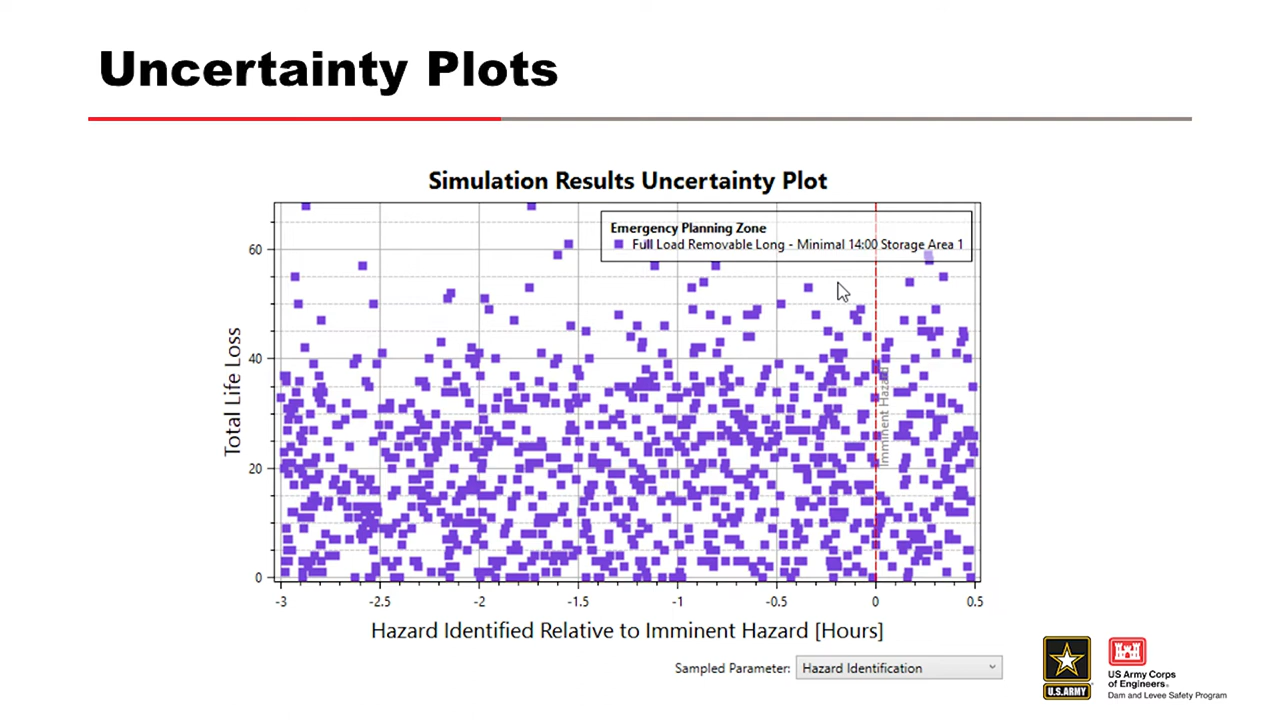 Uncertainty Plots
Simulation Results Uncertainty Plot
Emergency Planning Zone
Full Load Removable Long - Minimal 14:00 Storage Area 1
Total Life Loss
60
40
20
0
Imminent Hazard
-3 -2.5 -2 -1.5 -1 -0.5 0 0.5
Hazard Identified Relative to Imminent Hazard [Hours]
Sampled Parameter: Hazard Identification
U.S.ARMY
US Army Corps
of Engineers®
Dam and Levee Safety Program